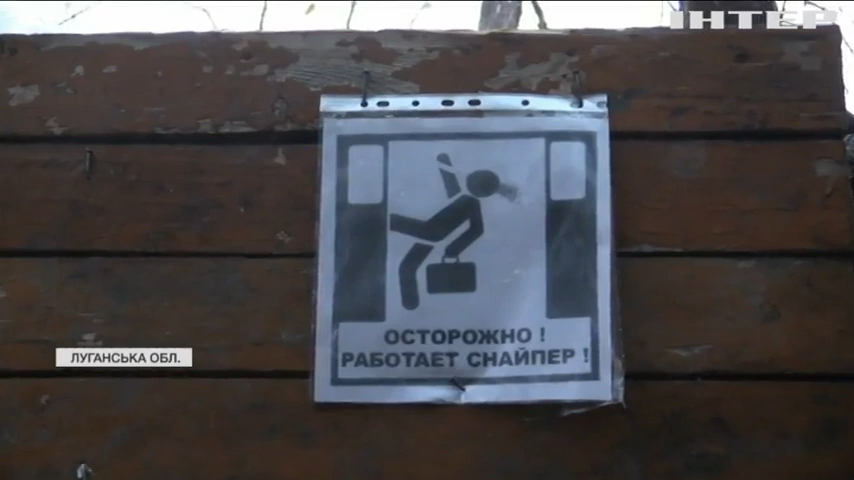 ІНТЕР
ОСТОРОЖНО !
РАБОТАЕТ СНАЙПЕР !
ЛУГАНСЬКА ОБЛ.